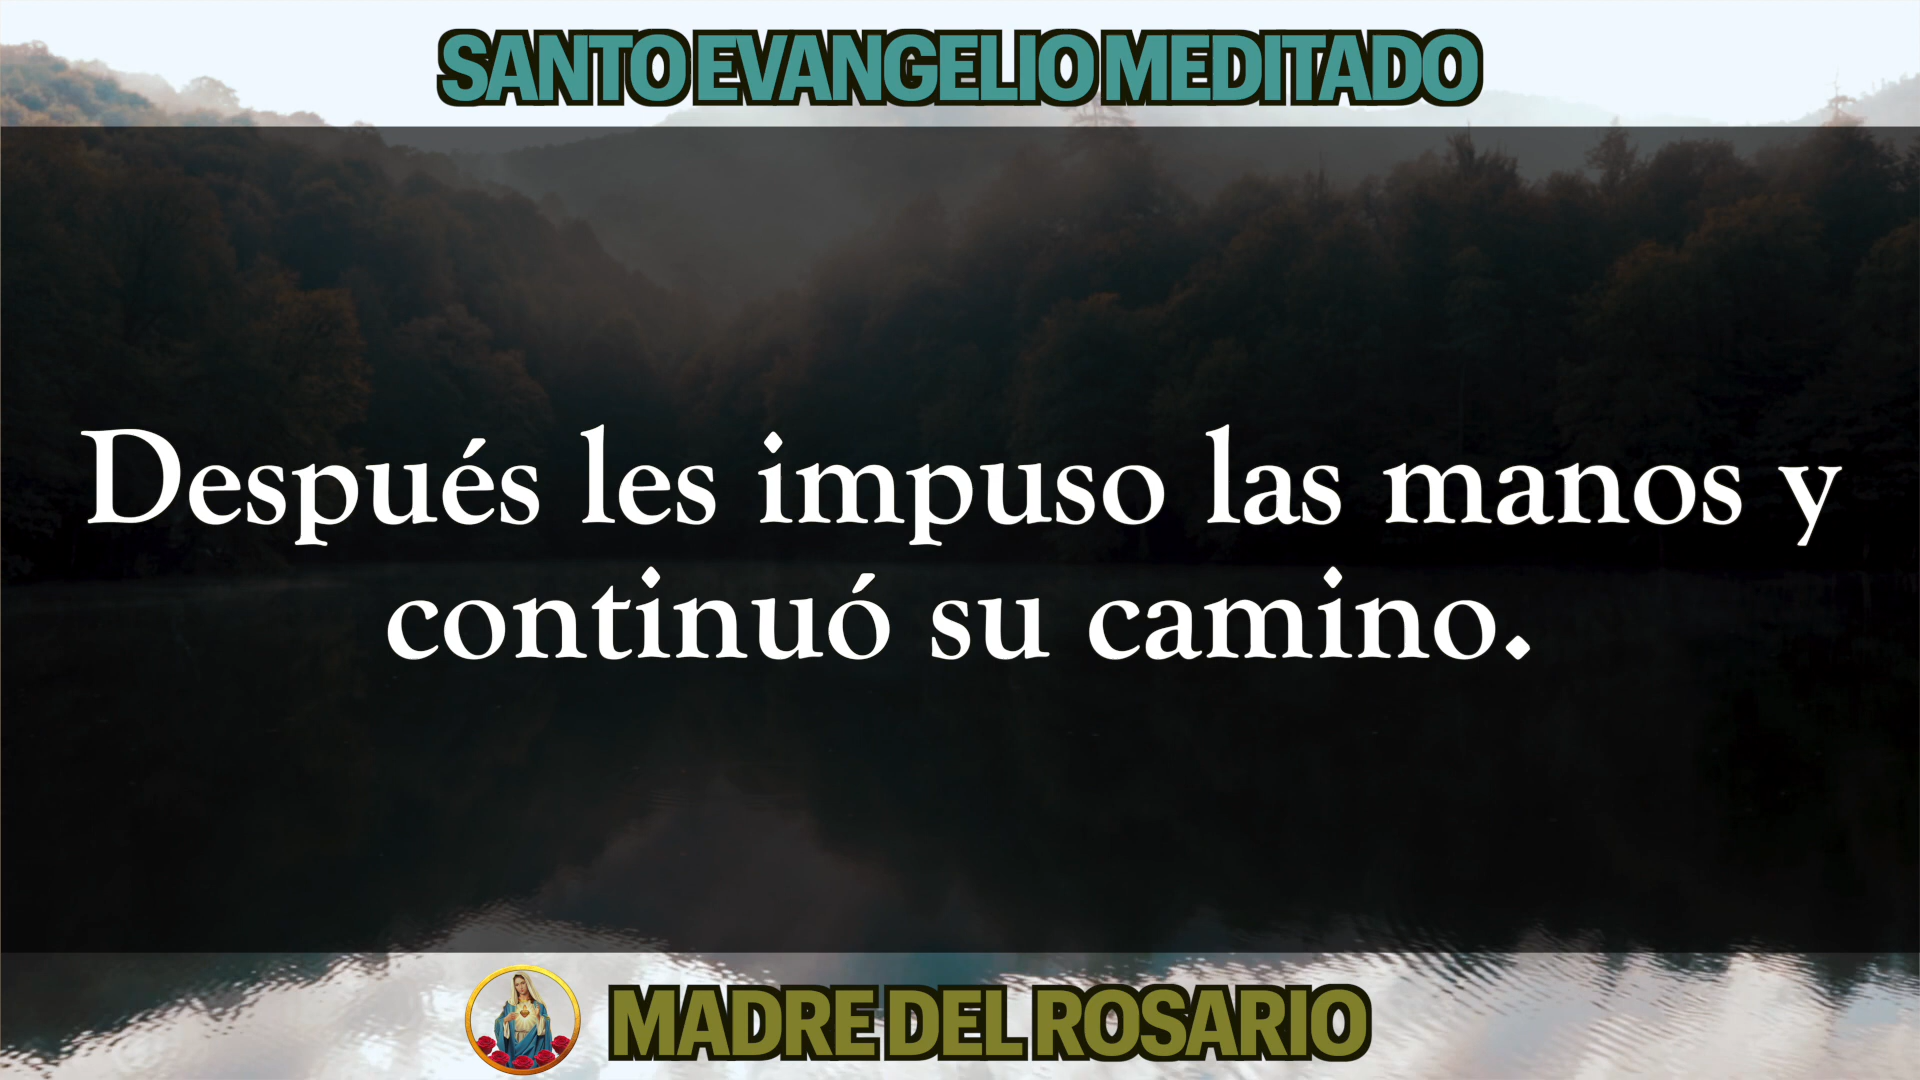 SANTO EVANGELIO MEDITADO
Después les impuso las manos y
continuó su camino.
MADRE DEL ROSARIO